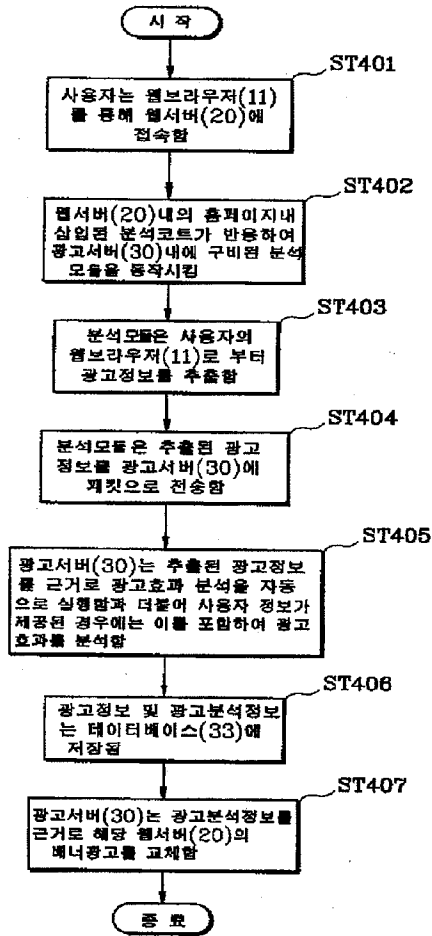 시 작
ST401
사용자는 웹브라우저(11)
를 통해 웹서버(20)에
접속함
ST402
웹서버(20)내의 홈페이지내
삽입된 분석코드가 반응하여
광고서버(30)내에 구비된 분석
모듈을 동작시킴
ST403
분석모듈은 사용자의
웹브라우저(11)로 부터
광고정보를 추출함
ST404
분석모듈은 추출된 광고
정보를 광고서버(30)에
패킷으로 전송함
ST405
광고서버(30)는 추출된 광고정보
를 근거로 광고효과 분석을 자동
으로 실행함과 더불어 사용자 정보가
제공된 경우에는 이를 포함하여 광고
효과를 분석함
ST406
광고정보 및 광고분석정보
는 데이터베이스(33)에
저장됨
ST407
광고서버(30)는 광고분석정보를
근거로 해당 웹서버(20)의
배너광고를 교체함
종 료